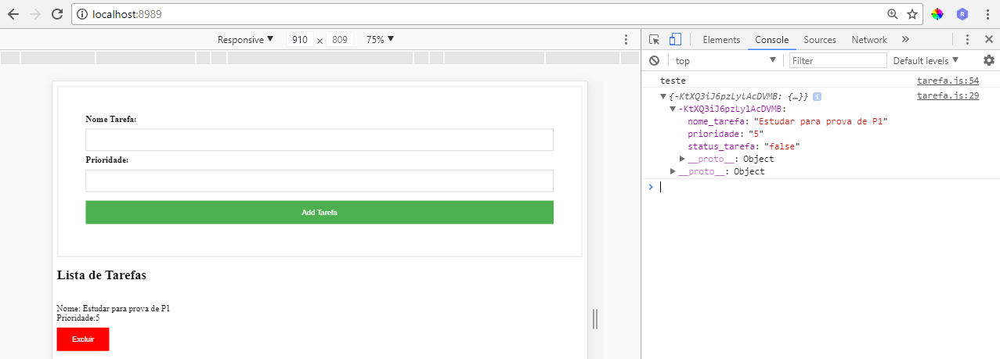 localhost:8989
Responsive ▼ 910 × 809 75% ▼
Elements Console Sources Network »
top ▼ Filter Default levels ▼
teste tarefa.js:54
▼{-KtXQ3iJ6pzLylAcDVMB: {…}} i tarefa.js:29
▼-KtXQ3iJ6pzLylAcDVMB:
nome_tarefa: "Estudar para prova de P1"
prioridade: "5"
status_tarefa: "false"
▶__proto__: Object
▶__proto__: Object
Nome Tarefa:
Prioridade:
Add Tarefa
Lista de Tarefas
Nome: Estudar para prova de P1
Prioridade:5
Excluir